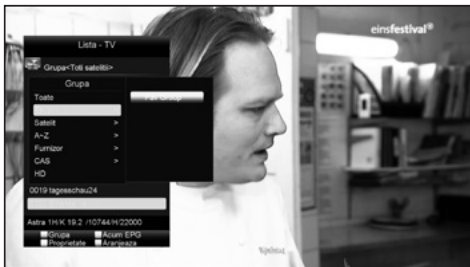 einsfestival®
Lista - TV
Grupa<Toti satelitii>
Grupa
Toate
Satelit >
A~Z >
Furnizor >
CAS >
HD
0019 tagesschau24
Astra 1H/K 19.2 /10744/H/22000
Grupa Acum EPG
Proprietate Aranjeaza